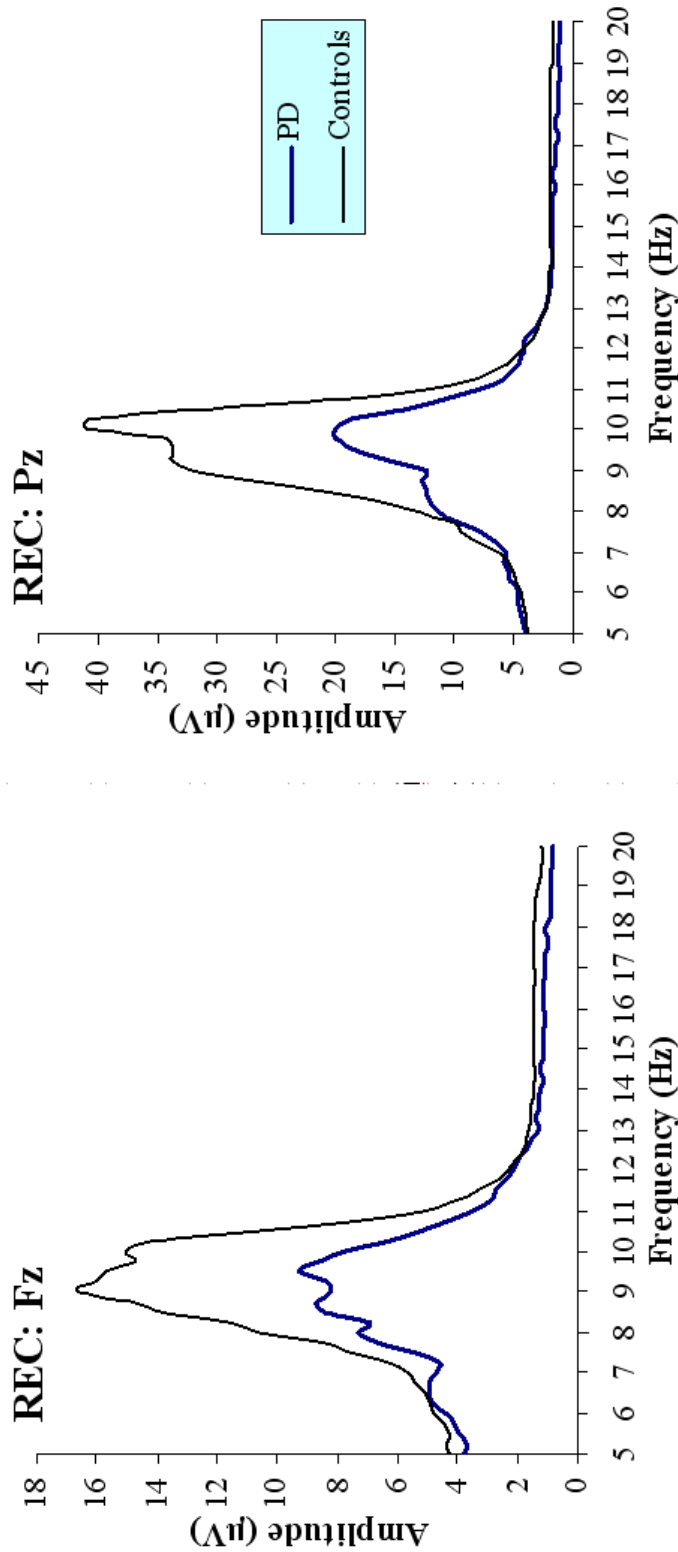 REC: Fz
18
16
14
12
10
8
6
4
2
0
Amplitude (µV)
5 6 7 8 9 10 11 12 13 14 15 16 17 18 19 20
Frequency (Hz)
REC: Pz
45
40
35
30
25
20
15
10
5
0
Amplitude (µV)
5 6 7 8 9 10 11 12 13 14 15 16 17 18 19 20
Frequency (Hz)
PD
Controls